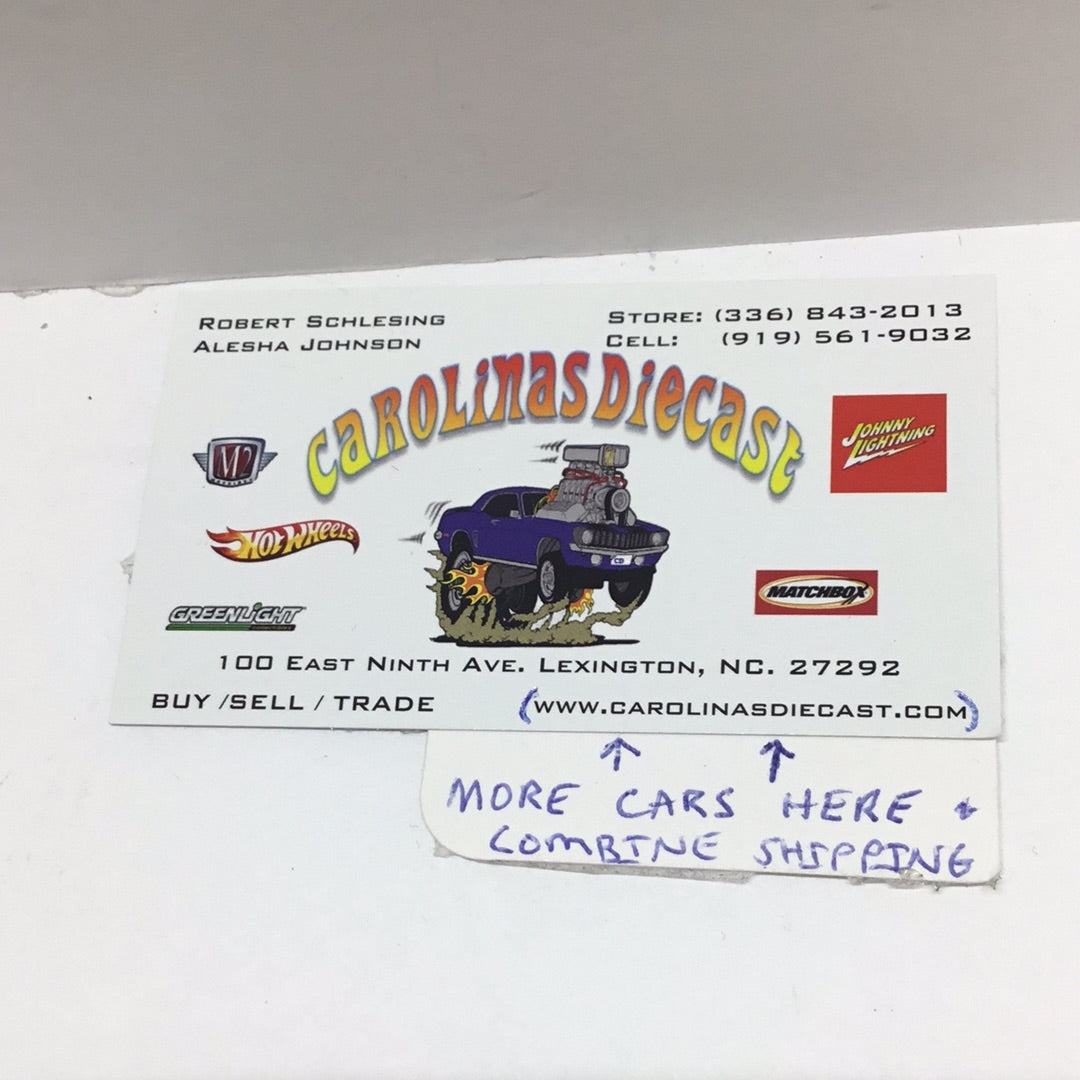 ROBERT SCHLESING
ALESHA JOHNSON
STORE: (336) 843-2013
CELL: (919) 561-9032
CAROLiNAS DiECAST
M2
JOHNNY LIGHTNING
HOT WHEELS
MATCHBOX
GREENLIGHT
CD
100 EAST NINTH AVE. LEXINGTON, NC. 27292
BUY /SELL / TRADE
(WWW.CAROLINASDIECAST.COM)
MORE CARS HERE +
COMBINE SHIPPING